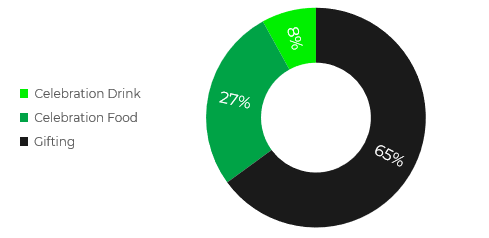 Celebration Drink
Celebration Food
Gifting
8%
27%
65%